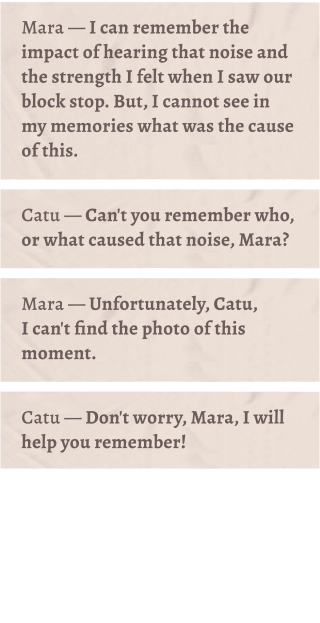 Mara — I can remember the
impact of hearing that noise and
the strength I felt when I saw our
block stop. But, I cannot see in
my memories what was the cause
of this.
Catu — Can't you remember who,
or what caused that noise, Mara?
Mara — Unfortunately, Catu,
I can't find the photo of this
moment.
Catu — Don't worry, Mara, I will
help you remember!